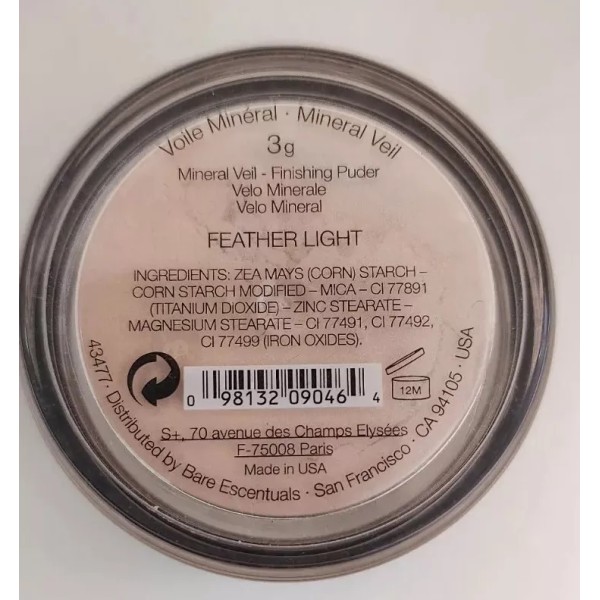 Voile Minéral · Mineral Veil
3g
Mineral Veil - Finishing Puder
Velo Minerale
Velo Mineral
FEATHER LIGHT
INGREDIENTS: ZEA MAYS (CORN) STARCH –
CORN STARCH MODIFIED – MICA – CI 77891
(TITANIUM DiOXIDE) – ZINC STEARATE –
MAGNESIUM STEARATE – CI 77491, CI 77492,
CI 77499 (IRON OXIDES).
0 98132 09046 4
12M
S+, 70 avenue des Champs Elysées
F-75008 Paris
Made in USA
43477· Distributed by Bare Escentuals · San Francisco · CA 94105 · USA